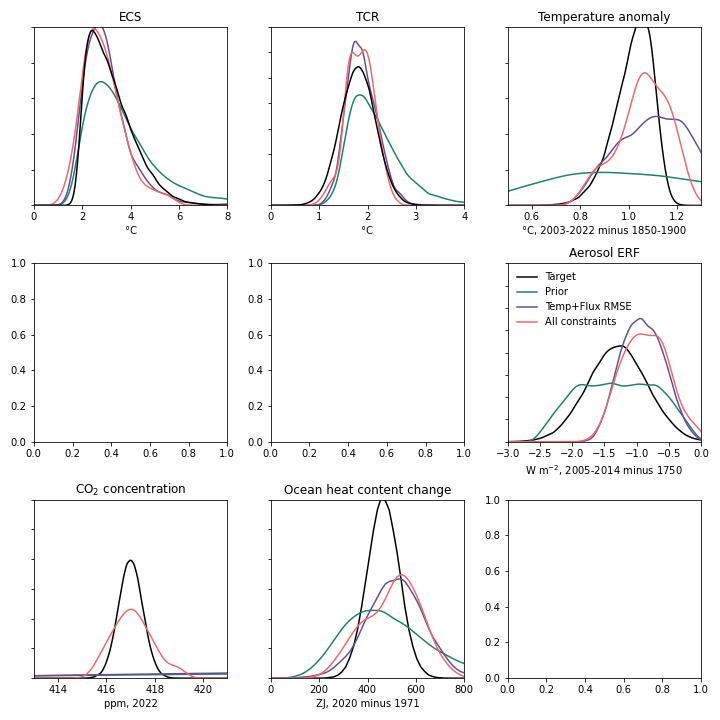 ECS
TCR
Temperature anomaly
0 2 4 6 8
0 1 2 3 4
0.6 0.8 1.0 1.2
°C
°C
°C, 2003-2022 minus 1850-1900
Aerosol ERF
1.0
0.8
0.6
0.4
0.2
0.0
0.0 0.2 0.4 0.6 0.8 1.0
1.0
0.8
0.6
0.4
0.2
0.0
0.0 0.2 0.4 0.6 0.8 1.0
Target
Prior
Temp+Flux RMSE
All constraints
−3.0 −2.5 −2.0 −1.5 −1.0 −0.5 0.0
W m⁻², 2005-2014 minus 1750
CO₂ concentration
Ocean heat content change
414 416 418 420
ppm, 2022
0 200 400 600 800
ZJ, 2020 minus 1971
1.0
0.8
0.6
0.4
0.2
0.0
0.0 0.2 0.4 0.6 0.8 1.0